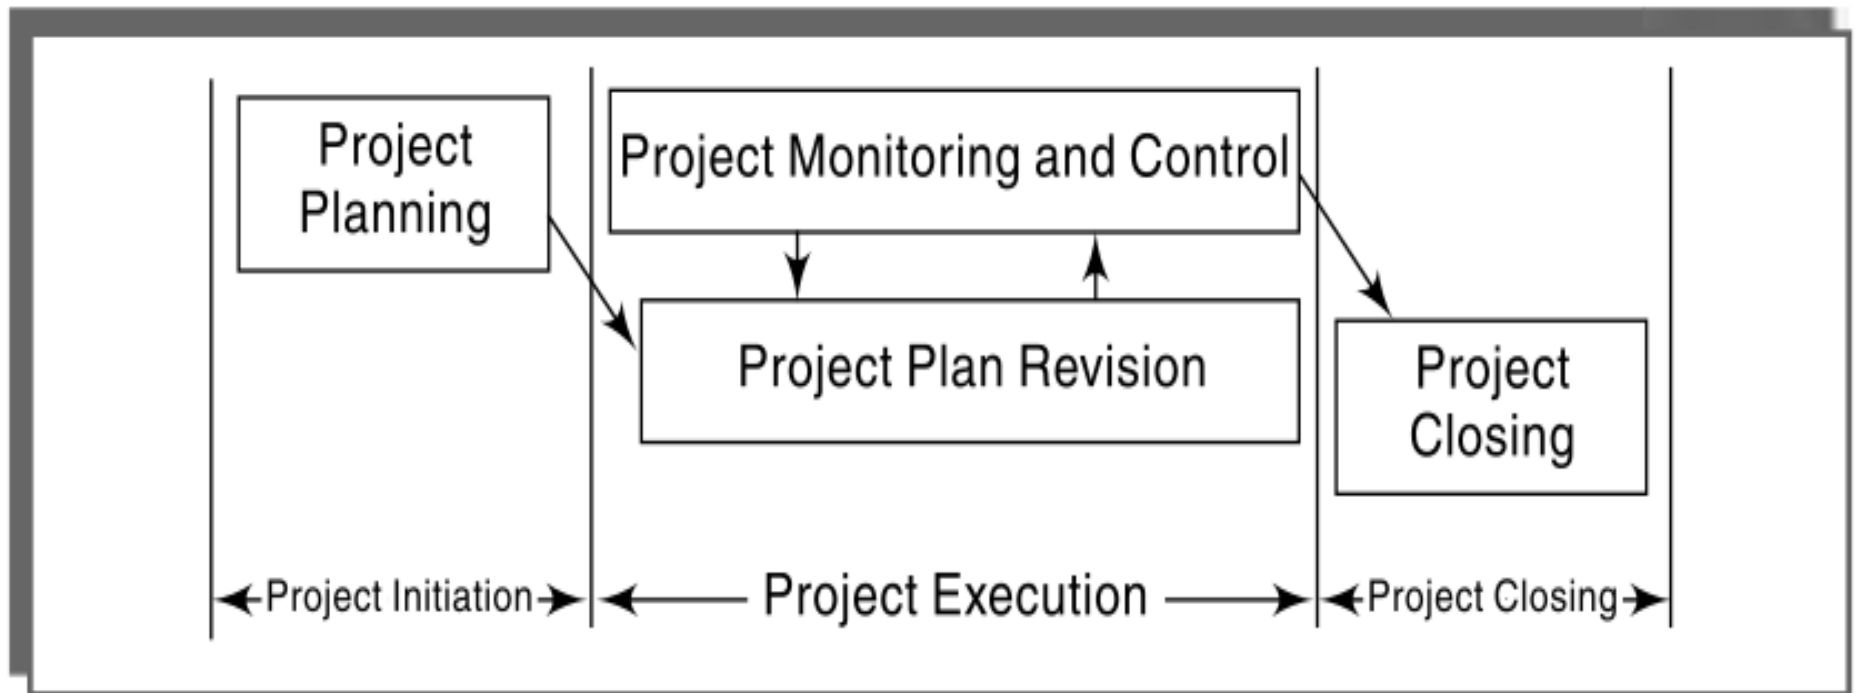 Project
Planning
Project Monitoring and Control
Project Plan Revision
Project
Closing
Project Initiation
Project Execution
Project Closing